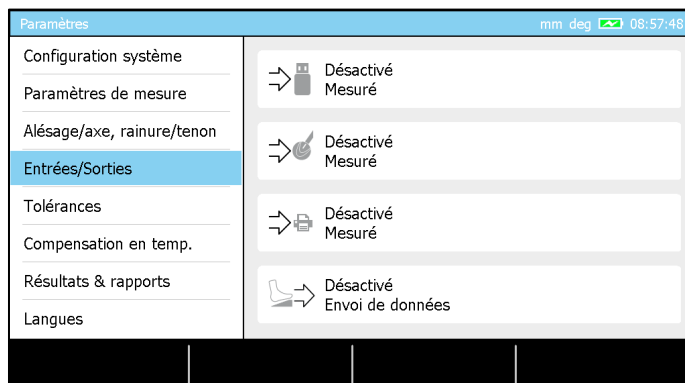 Paramètres
mm deg 08:57:48
Configuration système
Paramètres de mesure
Alésage/axe, rainure/tenon
Entrées/Sorties
Tolérances
Compensation en temp.
Résultats & rapports
Langues
Désactivé
Mesuré
Désactivé
Mesuré
Désactivé
Mesuré
Désactivé
Envoi de données